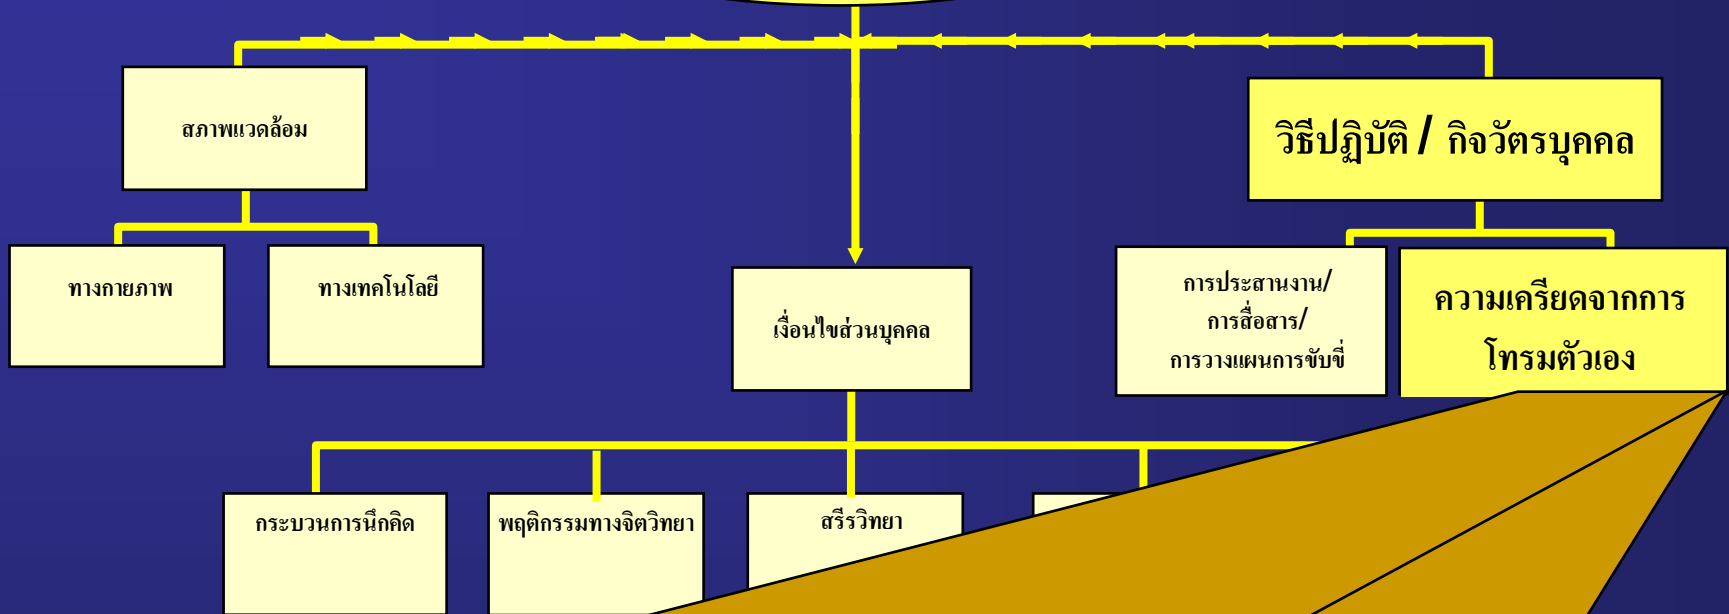 สภาพแวดล้อม
วิธีปฏิบัติ / กิจวัตรบุคคล
ทางกายภาพ
ทางเทคโนโลยี
เงื่อนไขส่วนบุคคล
การประสานงาน/
การสื่อสาร/
การวางแผนการขับขี่
ความเครียดจากการ
โทรมตัวเอง
กระบวนการนึกคิด
พฤติกรรมทางจิตวิทยา
สรีรวิทยา